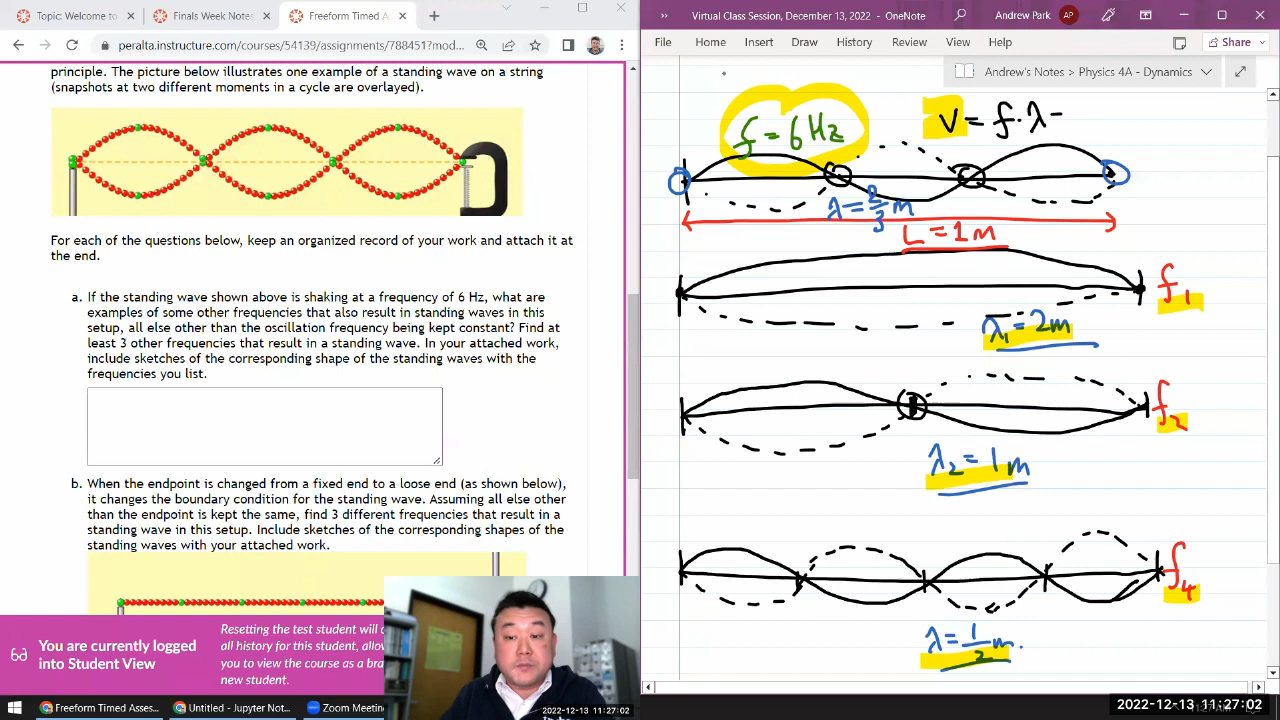 Topic: Welcome
Finals Week
Freeform Timed A
peralta.instructure.com/courses/54139/assignments/788451?mod...
principle. The picture below illustrates one example of a standing wave on a string
(snapshots at two different moments in a cycle are overlayed).
For each of the questions below, keep an organized record of your work and attach it at
the end.
a. If the standing wave shown above is shaking at a frequency of 6 Hz, what are
examples of some other frequencies that also result in standing waves in this
setup, all else other than the oscillation frequency being kept constant? Find at
least 3 other frequencies that result in a standing wave. In your attached work,
include sketches of the corresponding shape of the standing waves with the
frequencies you list.
b. When the endpoint is changed from a fixed end to a loose end (as shown below),
it changes the boundary condition for the standing wave. Assuming all else other
than the endpoint is kept the same, find 3 different frequencies that result in a
standing wave in this setup. Include sketches of the corresponding shapes of the
standing waves with your attached work.
You are currently logged
into Student View
Resetting the test student will
all history for this student, allow
you to view the course as a bra
new student.
Freeform Timed Asses...
Untitled - Jupyter Not...
Zoom Meeting
2022-12-13 11:27:02
Virtual Class Session, December 13, 2022 - OneNote
Andrew Park
AP
File
Home
Insert
Draw
History
Review
View
Help
Share
Andrew's Notes > Physics 4A - Dynamics
f = 6 Hz
v = f·λ =
λ = 2/3 m
L = 1 m
f₁
λ₁ = 2m
f₂
λ₂ = 1 m
f₄
λ = 1/2 m.
2022-12-13 11:27:02